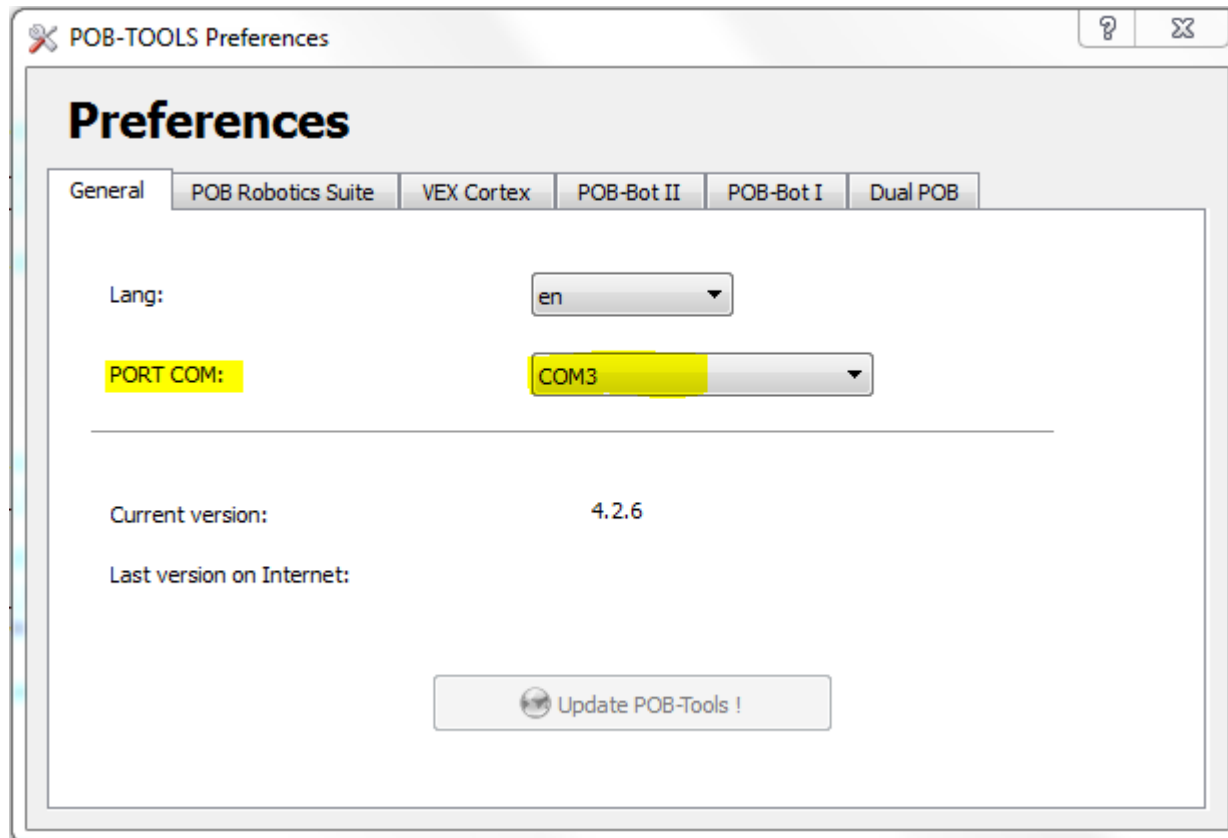 POB-TOOLS Preferences
Preferences
General POB Robotics Suite VEX Cortex POB-Bot II POB-Bot I Dual POB
Lang: en
PORT COM: COM3
Current version: 4.2.6
Last version on Internet:
Update POB-Tools !